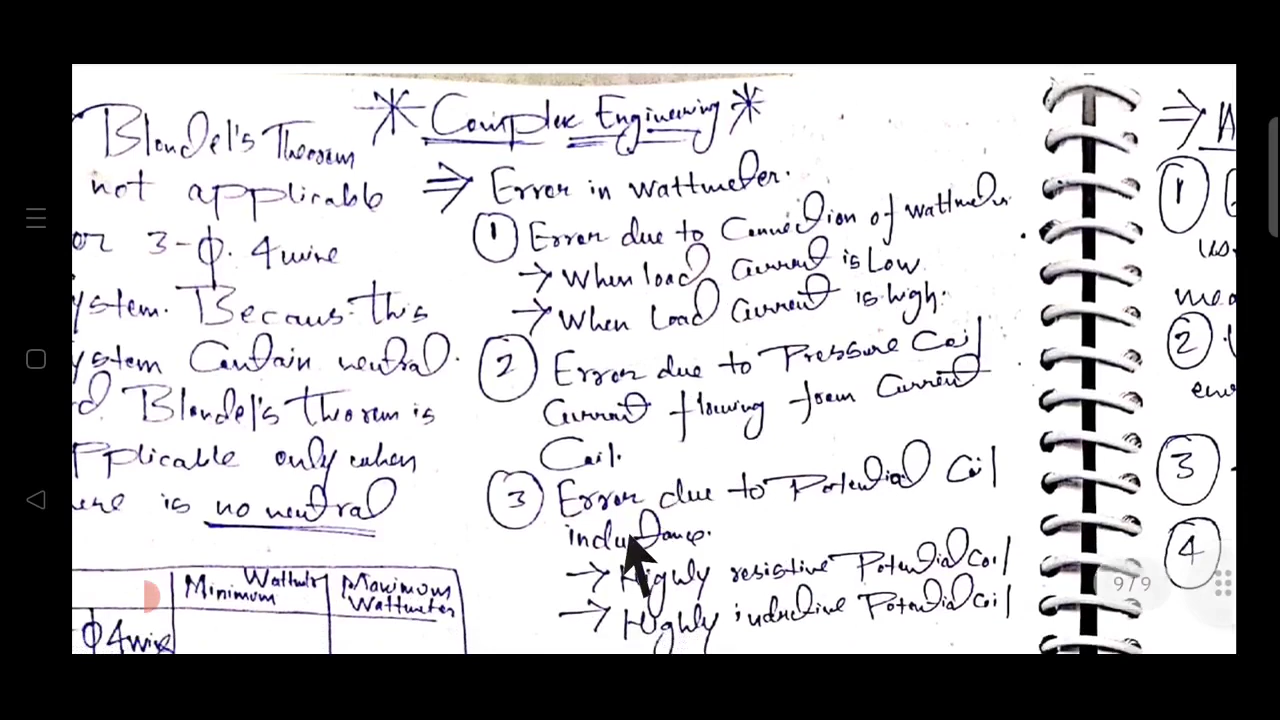 * Complex Engineering *
Blondel's Theorem
not applicable
or 3-ϕ. 4 wire
ystem. Becaus this
ystem Contain neutral.
d. Blondel's theorem is
pplicable only when
ere is no neutral
Minimum Wattmeter
Maximum Wattmeter
ϕ 4 wire
⇒ Error in wattmeter.
① Error due to Connection of wattmeter
→ When load Current is Low
→ When Load Current is high.
② Error due to Pressure Coil
Current flowing from Current
Coil.
③ Error due to Potential Coil
inductance.
→ Highly resistive Potential Coil
→ Highly inductive Potential Coil
⇒
①
②
③
④
9/9